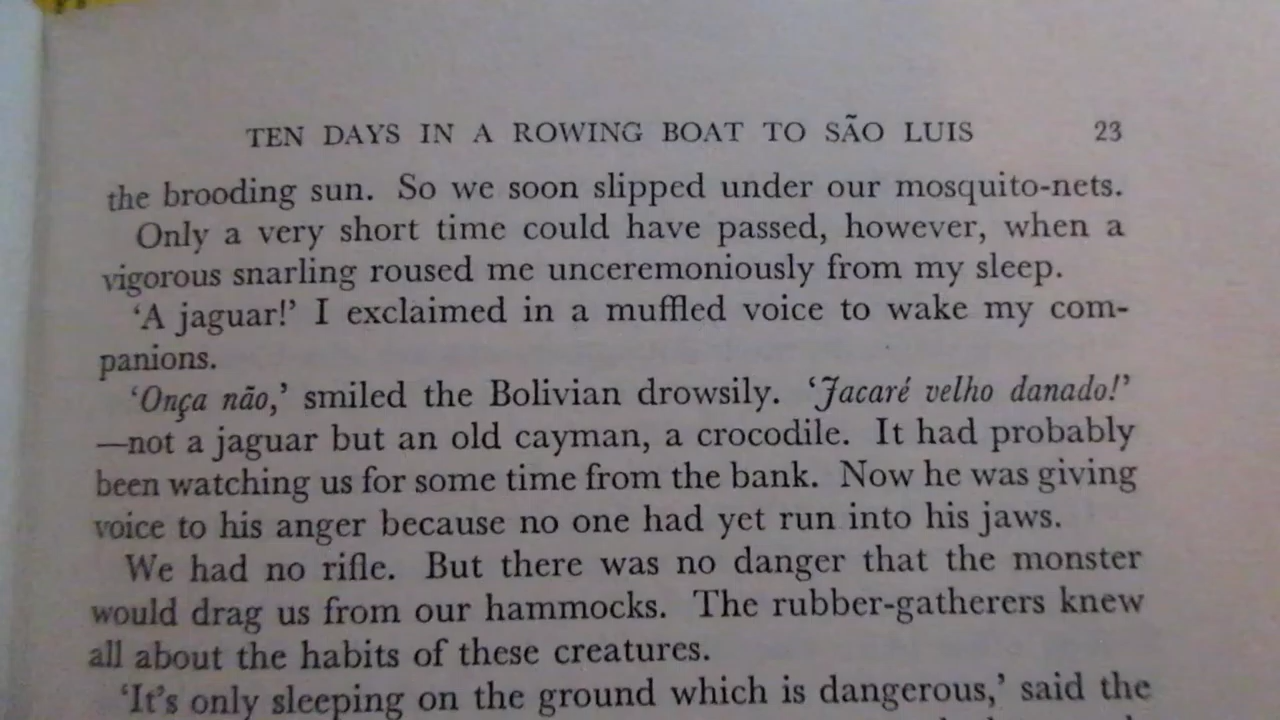 TEN DAYS IN A ROWING BOAT TO SÃO LUIS 23
the brooding sun. So we soon slipped under our mosquito-nets.
Only a very short time could have passed, however, when a
vigorous snarling roused me unceremoniously from my sleep.
‘A jaguar!’ I exclaimed in a muffled voice to wake my com-
panions.
‘Onça não,’ smiled the Bolivian drowsily. ‘Jacaré velho danado!’
—not a jaguar but an old cayman, a crocodile. It had probably
been watching us for some time from the bank. Now he was giving
voice to his anger because no one had yet run into his jaws.
We had no rifle. But there was no danger that the monster
would drag us from our hammocks. The rubber-gatherers knew
all about the habits of these creatures.
‘It's only sleeping on the ground which is dangerous,’ said the